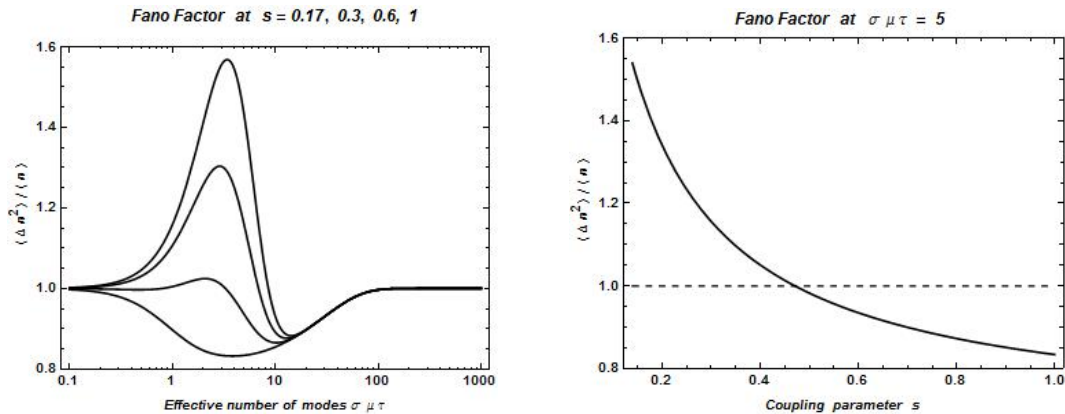 Fano Factor at s = 0.17, 0.3, 0.6, 1
⟨Δn²⟩/⟨n⟩
1.6
1.4
1.2
1.0
0.8
0.1 1 10 100 1000
Effective number of modes σ μ τ
Fano Factor at σ μ τ = 5
⟨Δn²⟩/⟨n⟩
1.6
1.4
1.2
1.0
0.8
0.2 0.4 0.6 0.8 1.0
Coupling parameter s